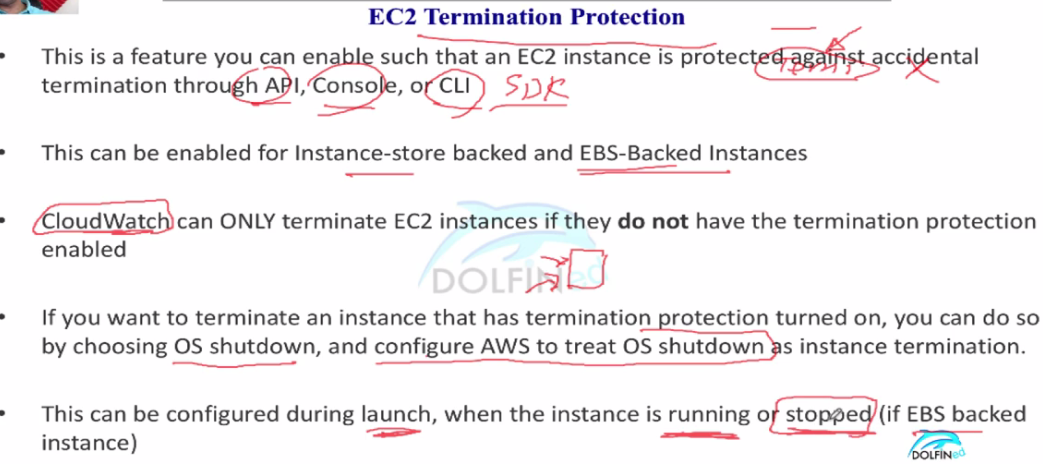 EC2 Termination Protection
• This is a feature you can enable such that an EC2 instance is protected against accidental
termination through API, Console, or CLI SDK
• This can be enabled for Instance-store backed and EBS-Backed Instances
• CloudWatch can ONLY terminate EC2 instances if they do not have the termination protection
enabled
DOLFINed
• If you want to terminate an instance that has termination protection turned on, you can do so
by choosing OS shutdown, and configure AWS to treat OS shutdown as instance termination.
• This can be configured during launch, when the instance is running or stopped (if EBS backed
instance)
DOLFINed